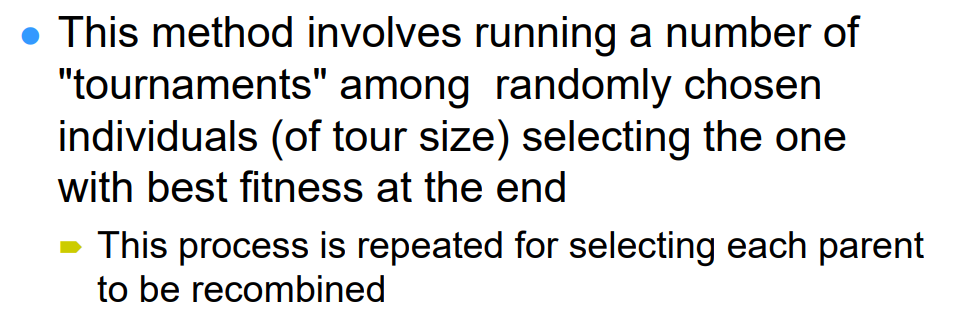 This method involves running a number of
"tournaments" among  randomly chosen
individuals (of tour size) selecting the one
with best fitness at the end
This process is repeated for selecting each parent
to be recombined